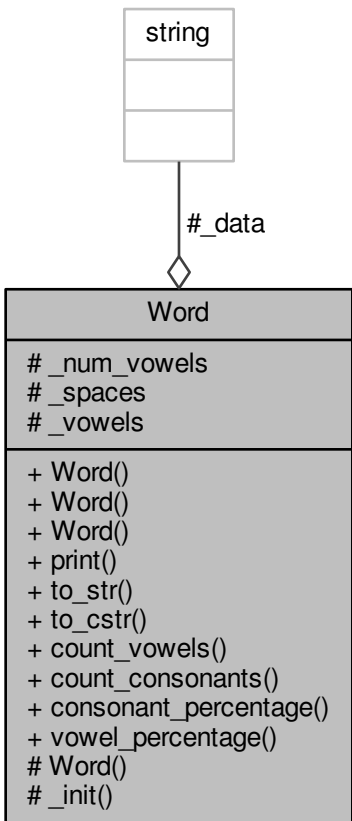 string
#_data
Word
# _num_vowels
# _spaces
# _vowels
+ Word()
+ Word()
+ Word()
+ print()
+ to_str()
+ to_cstr()
+ count_vowels()
+ count_consonants()
+ consonant_percentage()
+ vowel_percentage()
# Word()
# _init()